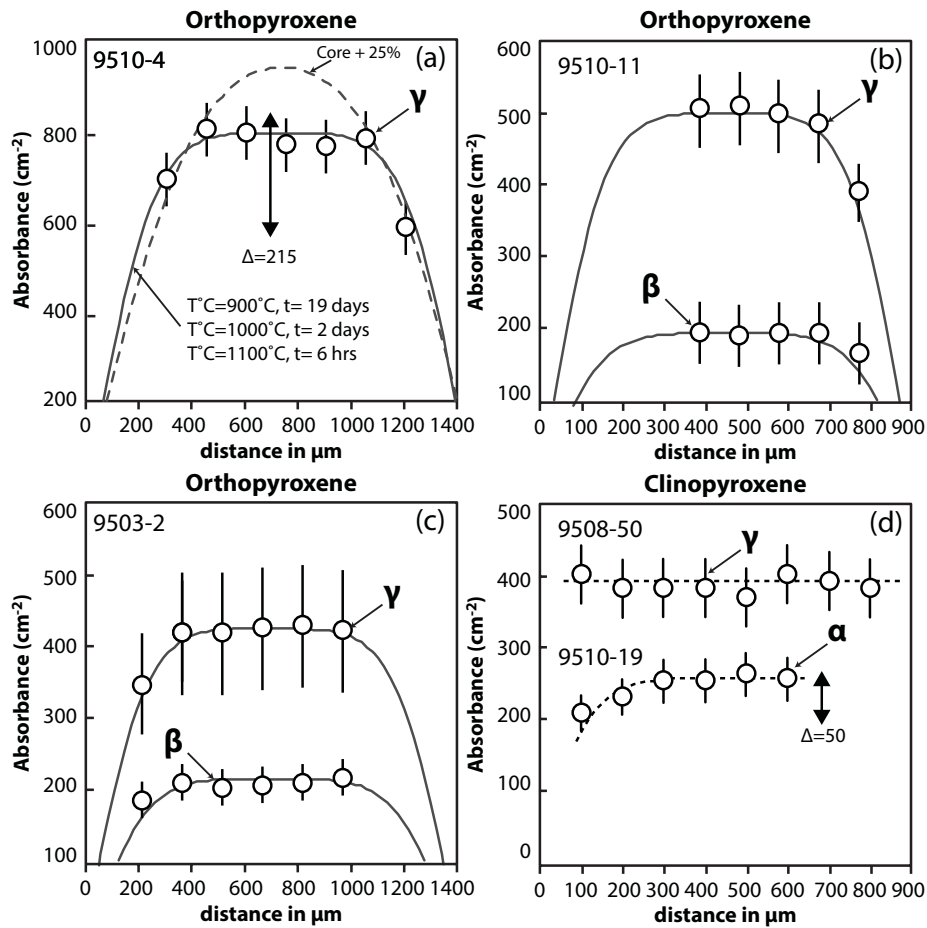 Orthopyroxene
9510-4
(a)
Core + 25%
γ
Δ=215
T°C=900°C, t= 19 days
T°C=1000°C, t= 2 days
T°C=1100°C, t= 6 hrs
Absorbance (cm-2)
1000
800
600
400
200
0 200 400 600 800 1000 1200 1400
distance in µm
Orthopyroxene
9510-11
(b)
γ
β
Absorbance (cm-2)
600
500
400
300
200
100
0 100 200 300 400 500 600 700 800 900
distance in µm
Orthopyroxene
9503-2
(c)
γ
β
Absorbance (cm-2)
600
500
400
300
200
100
0 200 400 600 800 1000 1200 1400
distance in µm
Clinopyroxene
9508-50
(d)
γ
9510-19
α
Δ=50
Absorbance (cm-2)
500
400
300
200
100
0
0 100 200 300 400 500 600 700 800 900
distance in µm